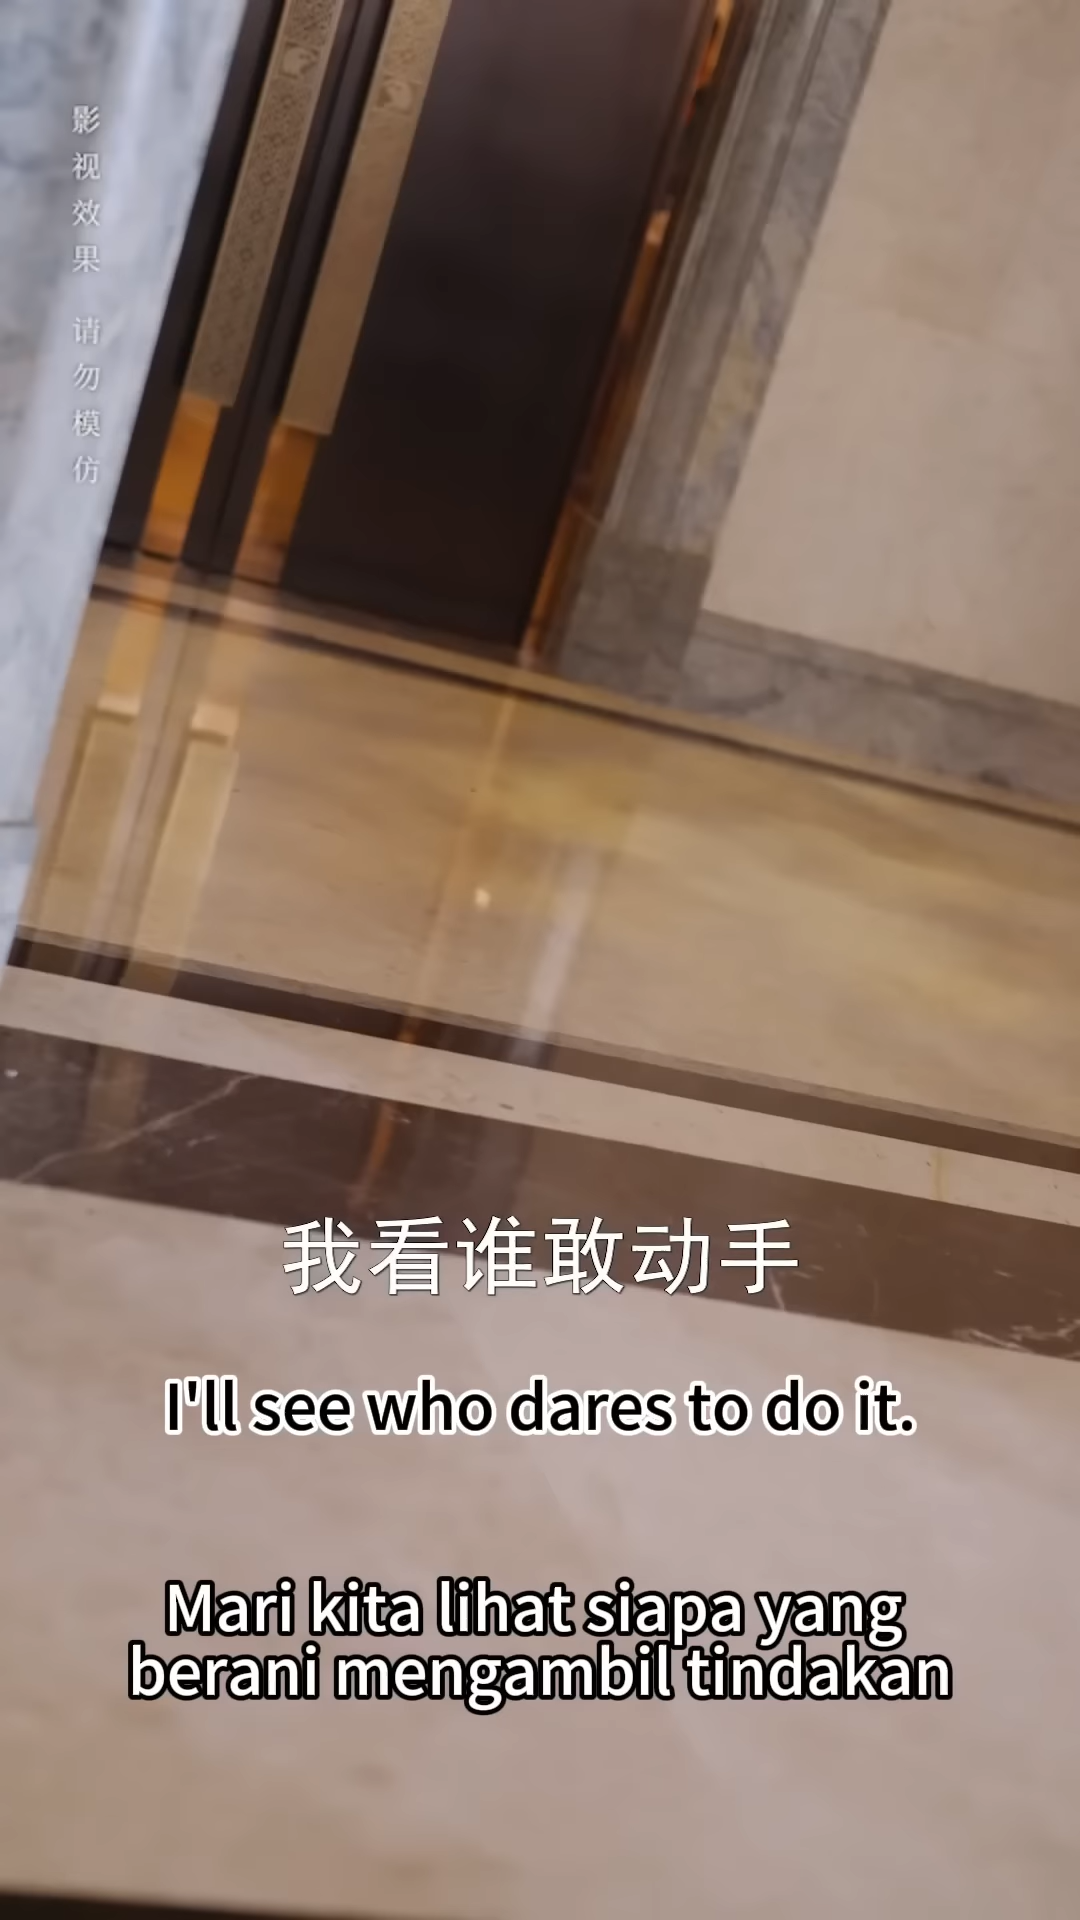 影视效果 请勿模仿
我看谁敢动手
I'll see who dares to do it.
Mari kita lihat siapa yang
berani mengambil tindakan